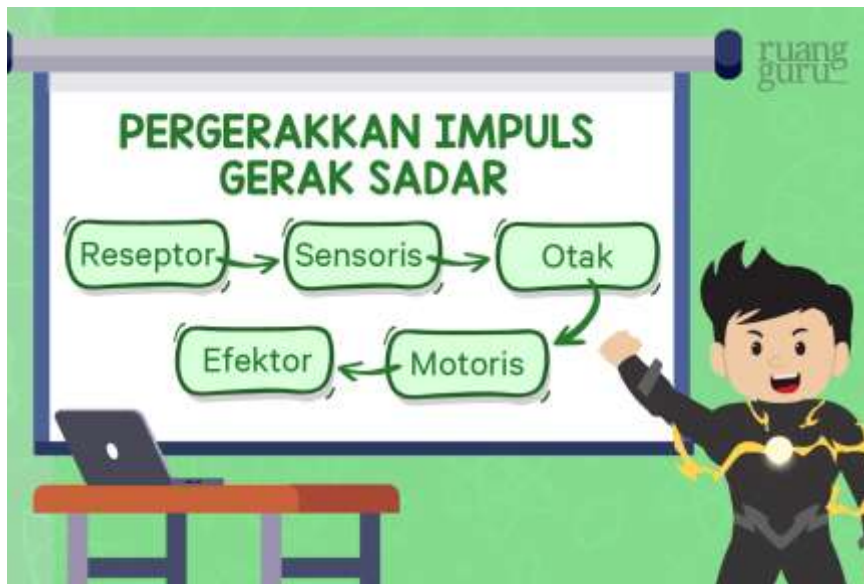 ruang
guru
PERGERAKKAN IMPULS
GERAK SADAR
Reseptor
Sensoris
Otak
Efektor
Motoris